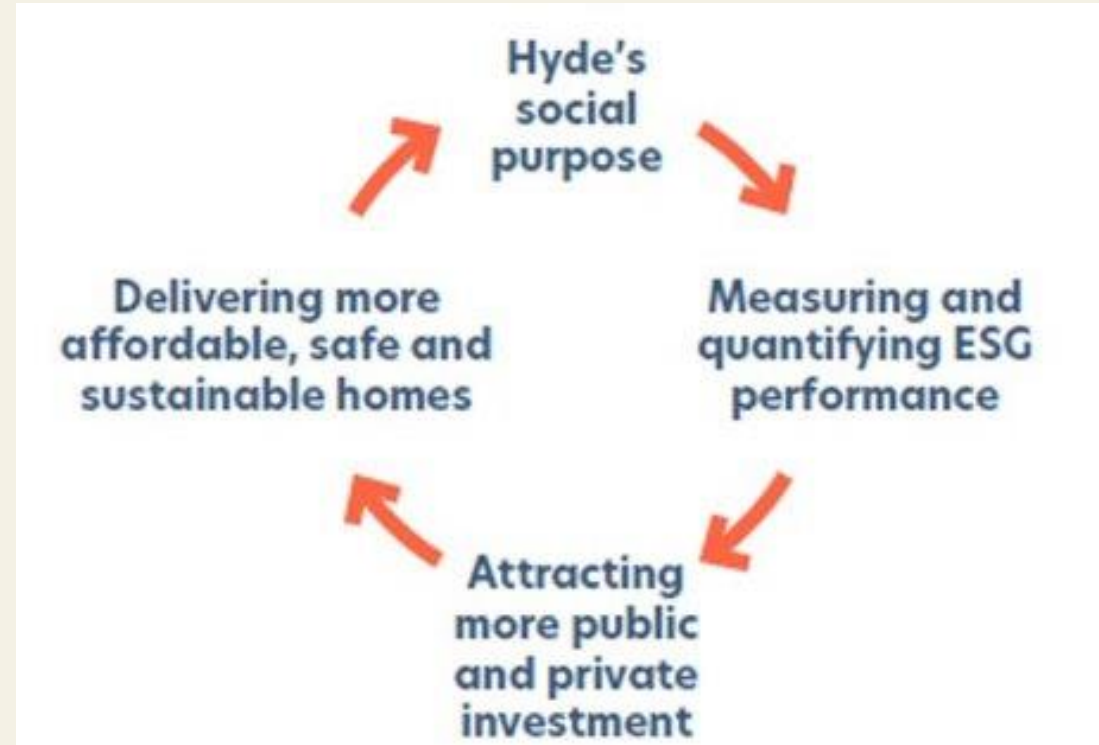 Hyde's
social
purpose
Measuring and
quantifying ESG
performance
Attracting
more public
and private
investment
Delivering more
affordable, safe and
sustainable homes